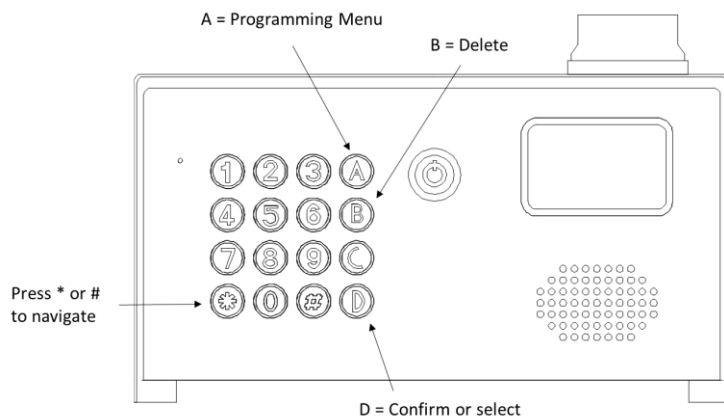 A = Programming Menu
B = Delete
1 2 3 A
4 5 6 B
7 8 9 C
* 0 # D
Press * or #
to navigate
D = Confirm or select